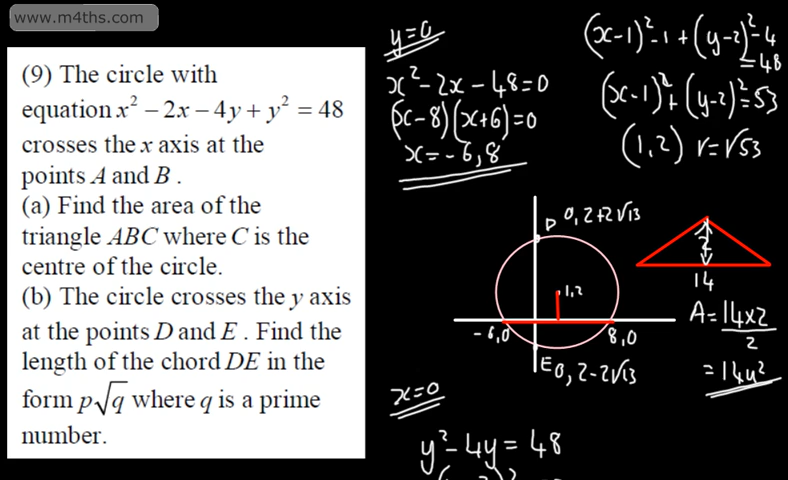 www.m4ths.com
(9) The circle with
equation x² − 2x − 4y + y² = 48
crosses the x axis at the
points A and B .
(a) Find the area of the
triangle ABC where C is the
centre of the circle.
(b) The circle crosses the y axis
at the points D and E . Find the
length of the chord DE in the
form p√q where q is a prime
number.
y=0
x² - 2x - 48 = 0
(x-8)(x+6)=0
x = -6, 8
(x-1)² - 1 + (y-2)² - 4
= 48
(x-1)² + (y-2)² = 53
(1,2) r=√53
D 0, 2+2√13
1,2
-6,0
8,0
E 0, 2-2√13
2
14
A = 14x2
2
= 14u²
x=0
y² - 4y = 48